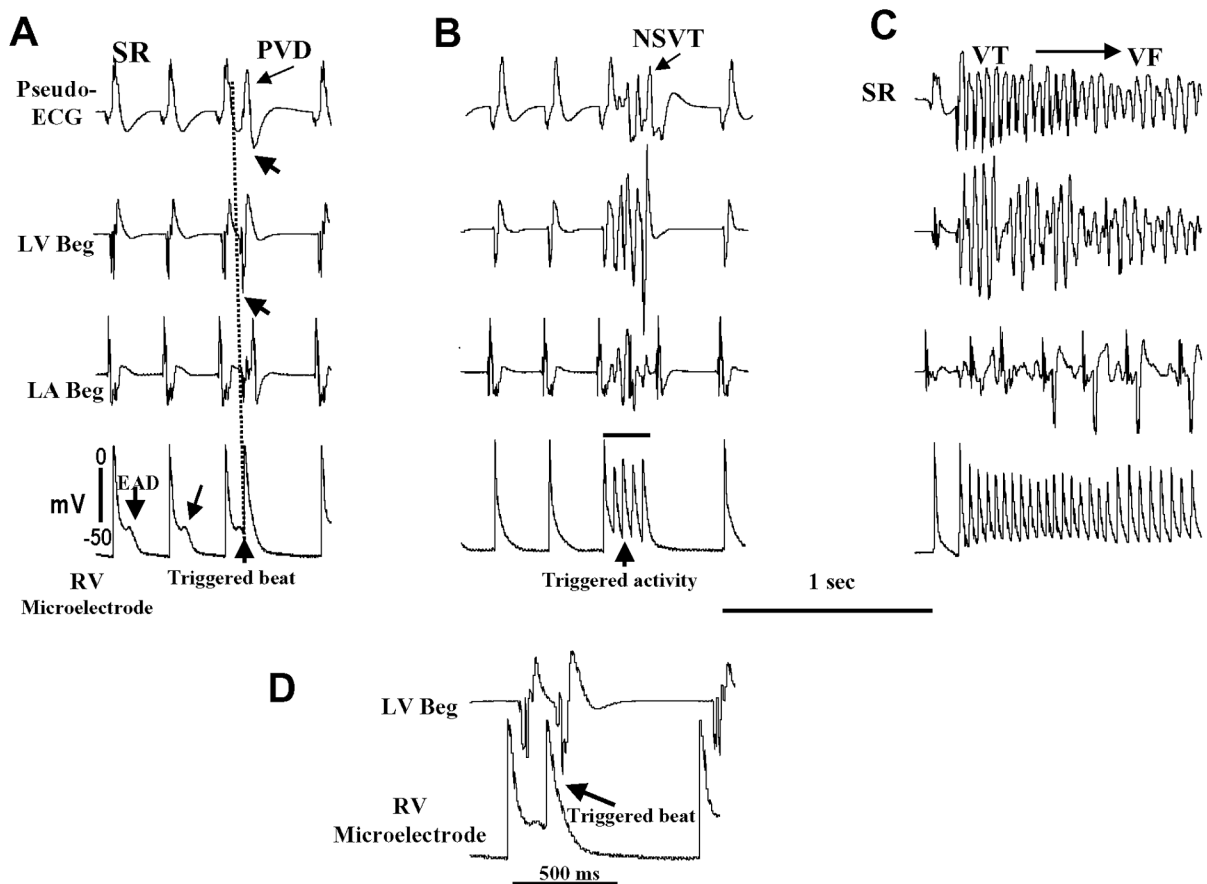 A
SR
PVD
Pseudo-
ECG
LV Beg
LA Beg
0
mV
-50
EAD
RV
Microelectrode
Triggered beat
B
NSVT
Triggered activity
C
VT
VF
SR
1 sec
D
LV Beg
RV
Microelectrode
Triggered beat
500 ms